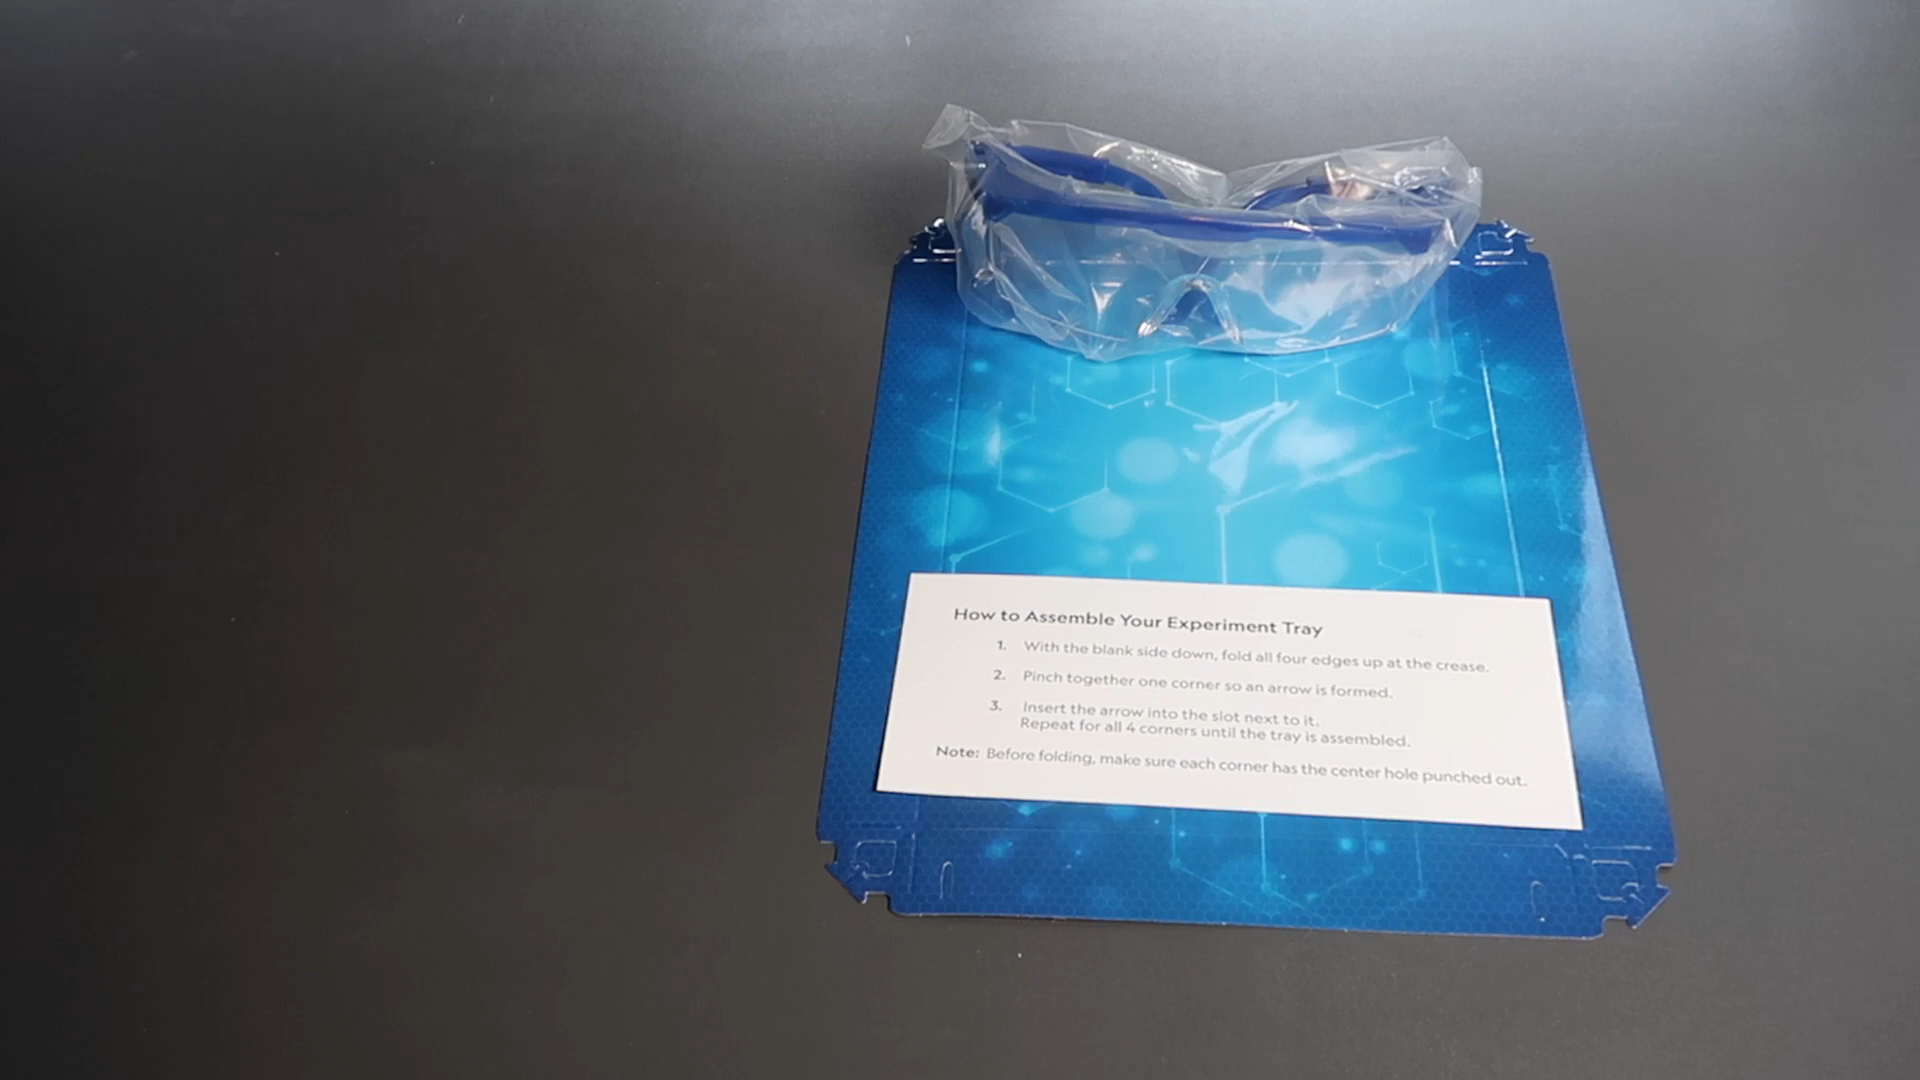 How to Assemble Your Experiment Tray
1. With the blank side down, fold all four edges up at the crease.
2. Pinch together one corner so an arrow is formed.
3. Insert the arrow into the slot next to it.
Repeat for all 4 corners until the tray is assembled.
Note: Before folding, make sure each corner has the center hole punched out.